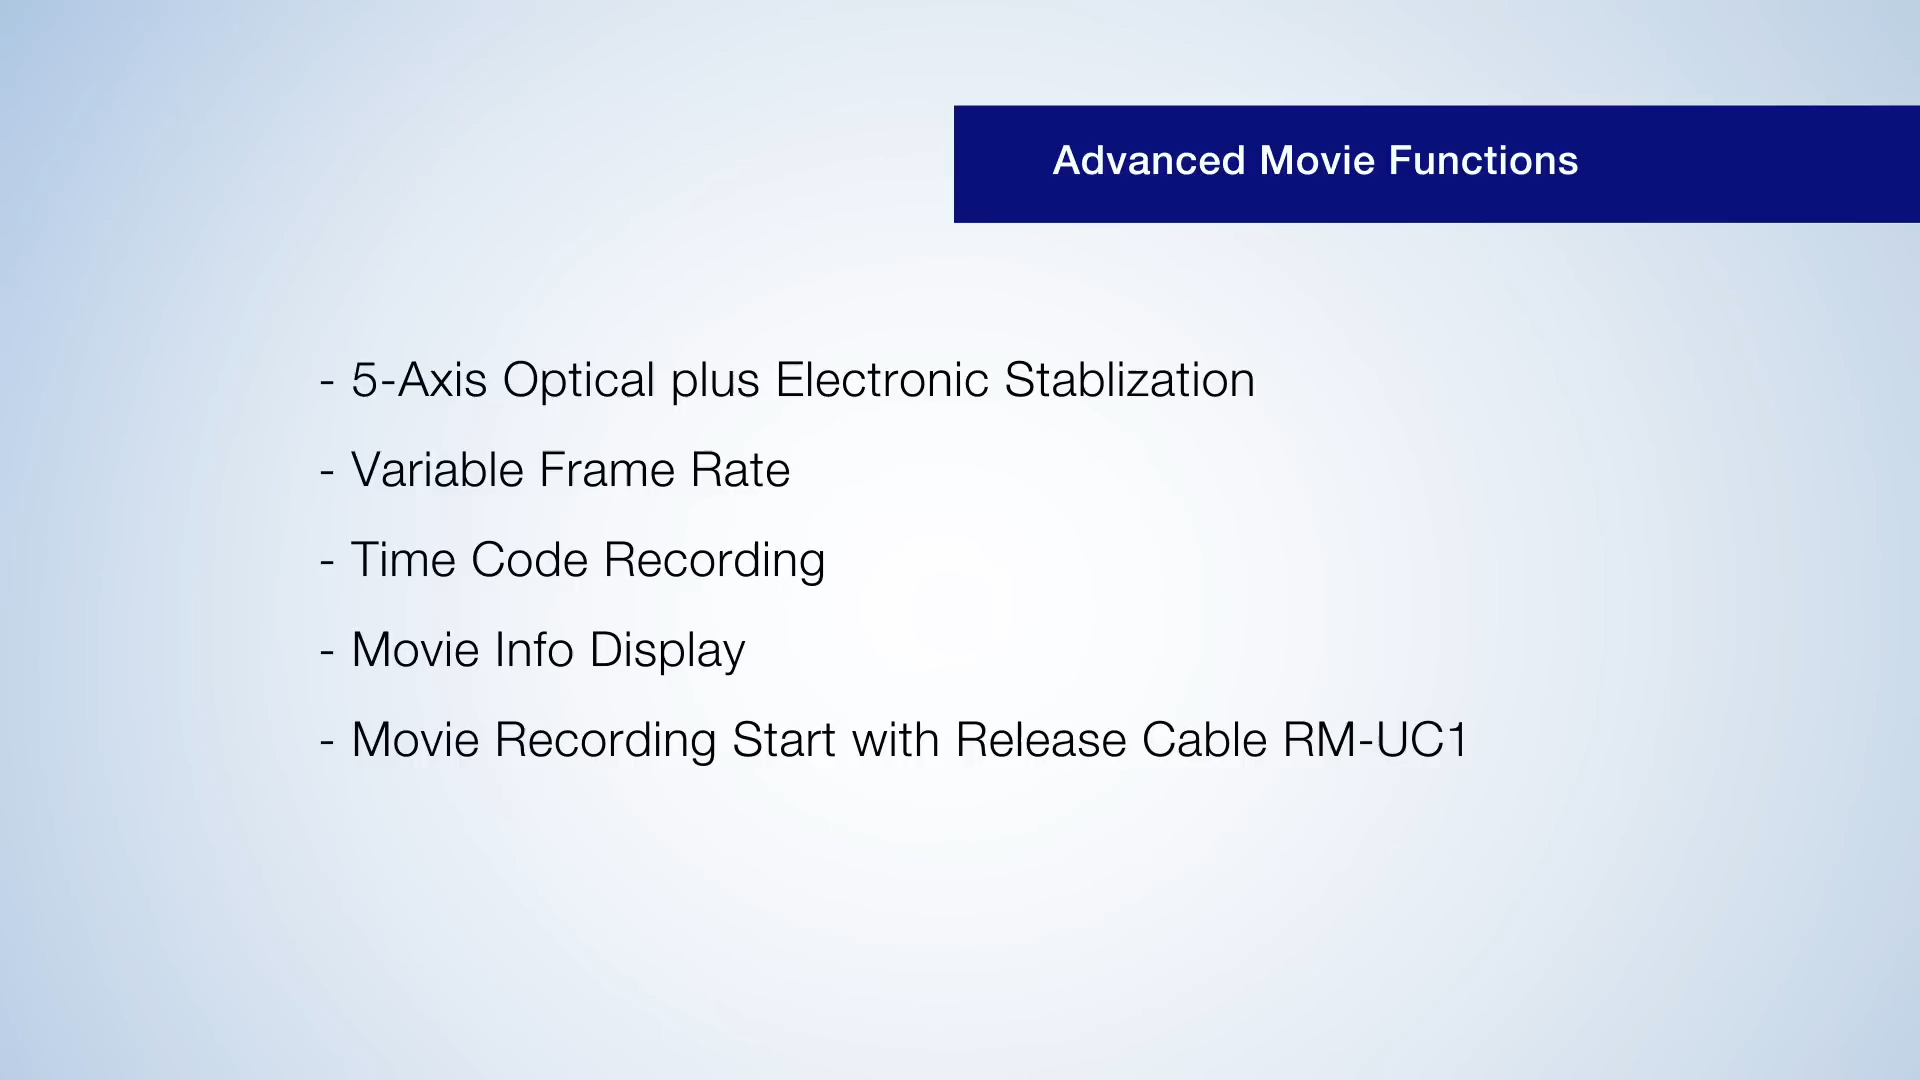 Advanced Movie Functions
- 5-Axis Optical plus Electronic Stablization
- Variable Frame Rate
- Time Code Recording
- Movie Info Display
- Movie Recording Start with Release Cable RM-UC1